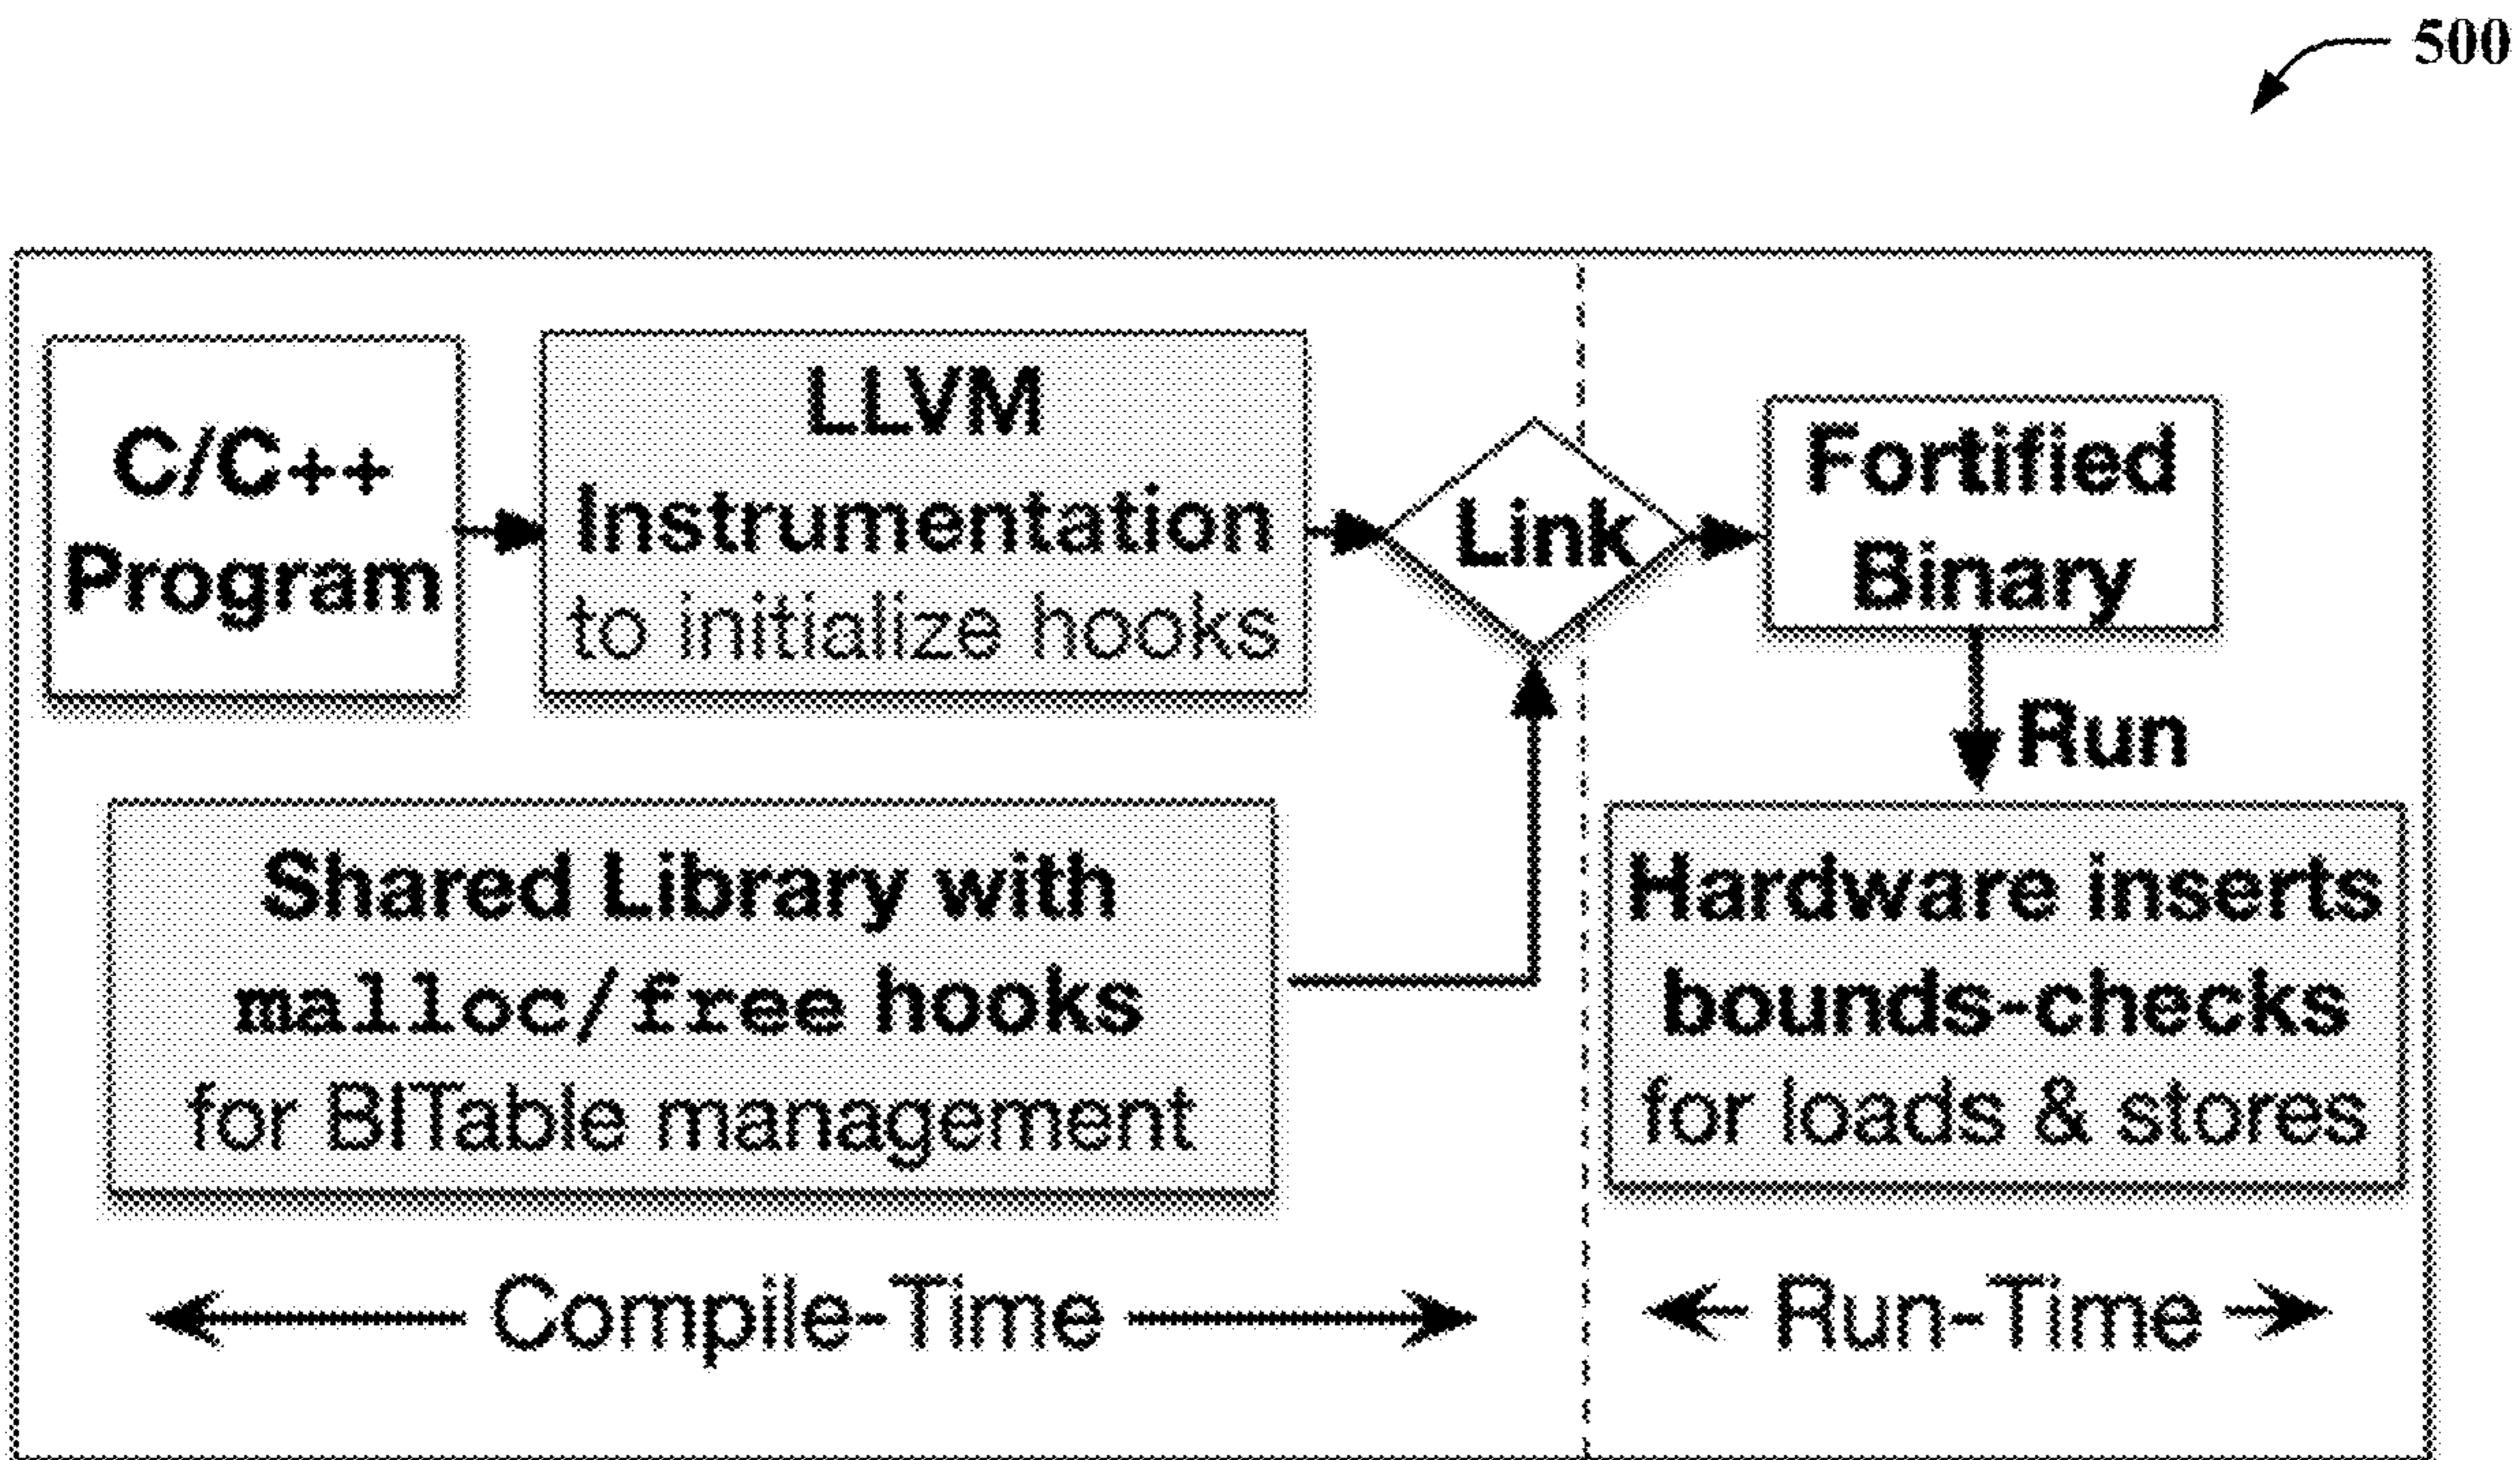 500
C/C++
Program
LLVM
Instrumentation
to initialize hooks
Link
Fortified
Binary
Run
Shared Library with
malloc/free hooks
for BITable management
Hardware inserts
bounds-checks
for loads & stores
Compile-Time
Run-Time